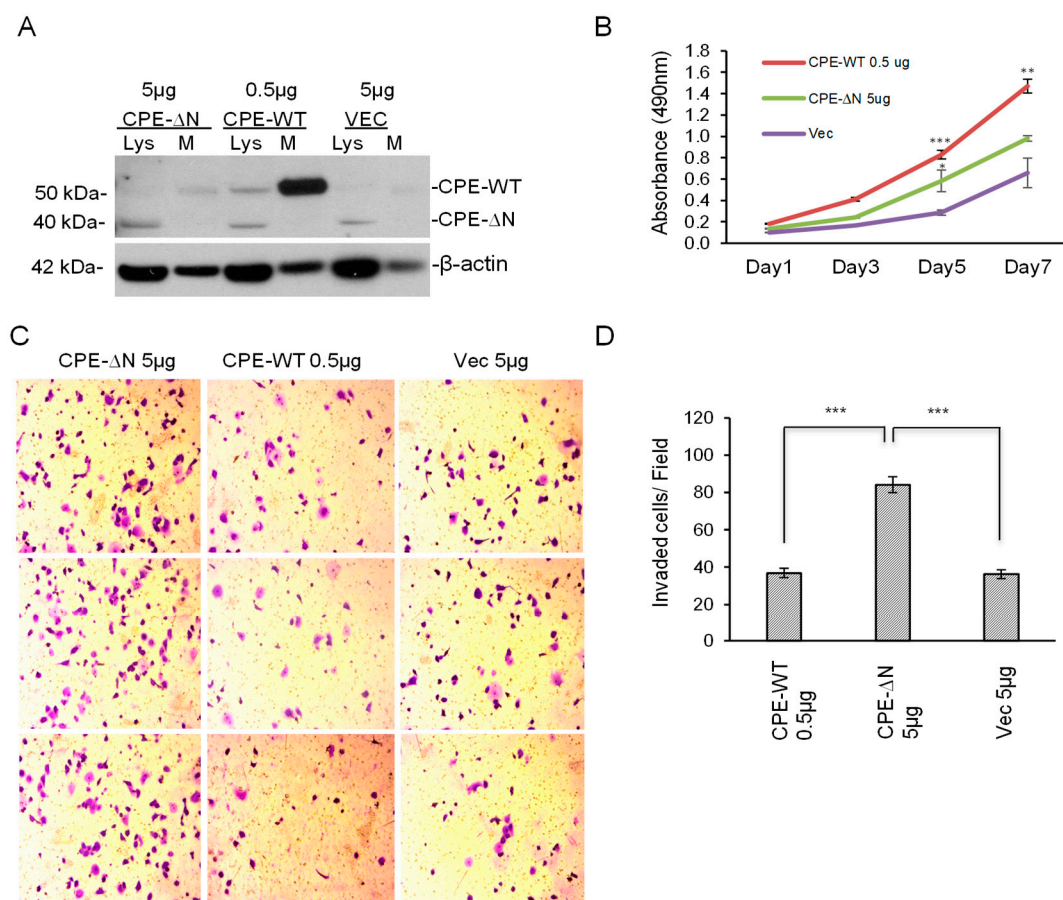 A
5µg 0.5µg 5µg
CPE-ΔN CPE-WT VEC
Lys M Lys M Lys M
50 kDa- -CPE-WT
40 kDa- -CPE-ΔN
42 kDa- -β-actin
B
Absorbance (490nm)
1.8
1.6
1.4
1.2
1.0
0.8
0.6
0.4
0.2
0.0
CPE-WT 0.5 ug
CPE-ΔN 5ug
Vec
***
*
**
Day1 Day3 Day5 Day7
C
CPE-ΔN 5µg CPE-WT 0.5µg Vec 5µg
D
Invaded cells/ Field
120
100
80
60
40
20
0
*** ***
CPE-WT
0.5µg
CPE-ΔN
5µg
Vec 5µg